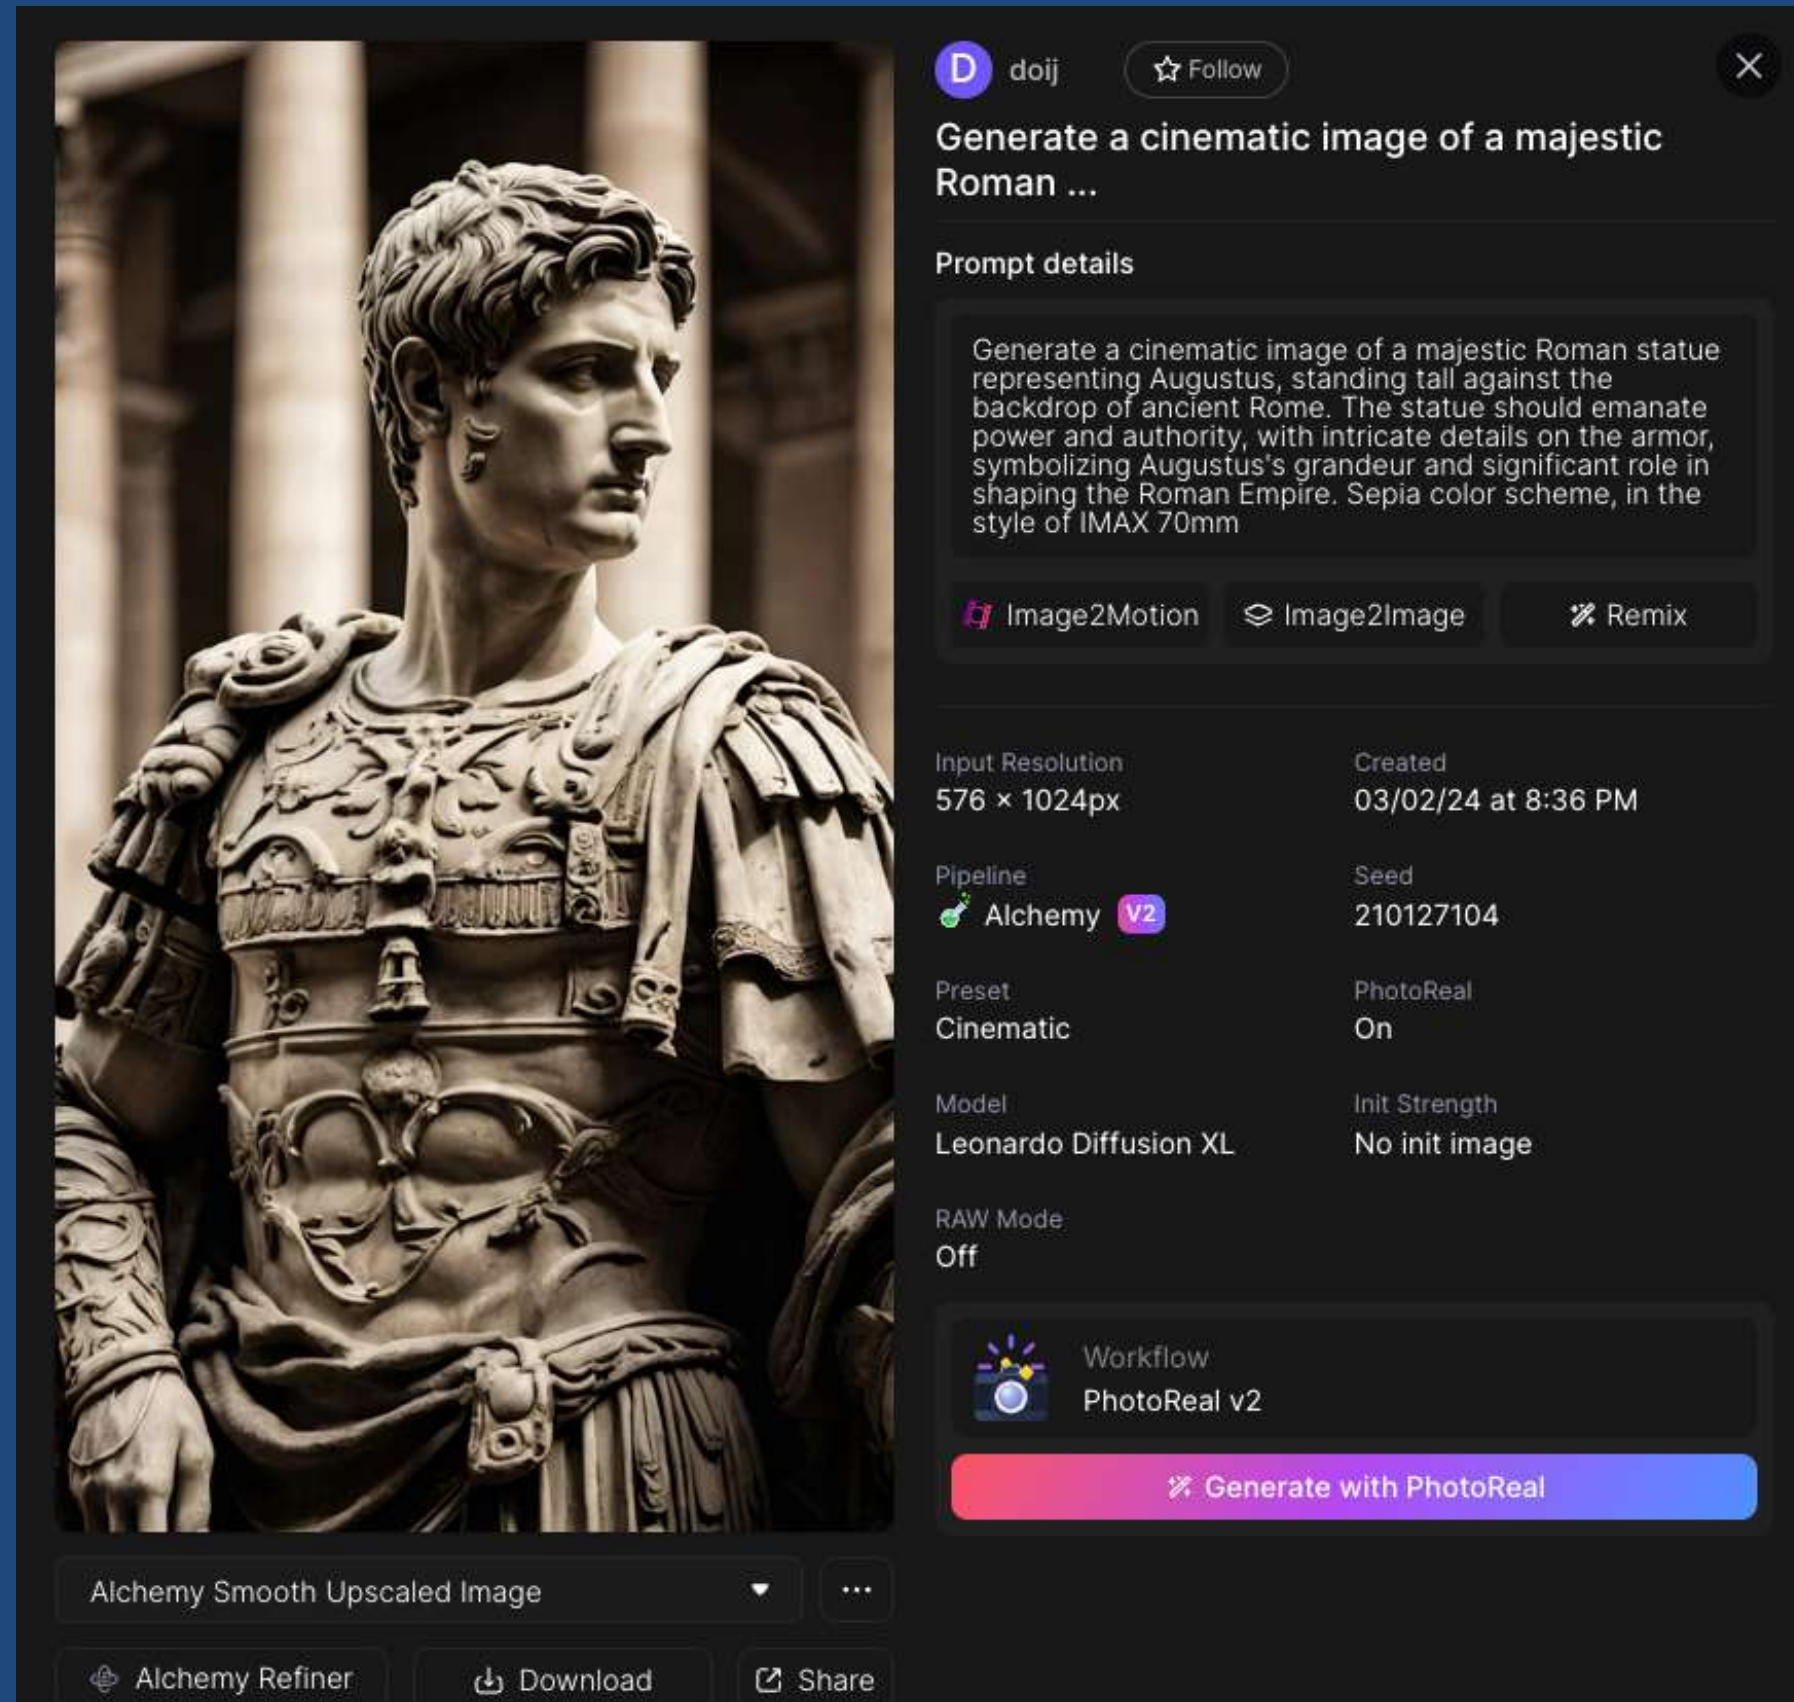 D doij Follow
Generate a cinematic image of a majestic
Roman ...
Prompt details
Generate a cinematic image of a majestic Roman statue
representing Augustus, standing tall against the
backdrop of ancient Rome. The statue should emanate
power and authority, with intricate details on the armor,
symbolizing Augustus's grandeur and significant role in
shaping the Roman Empire. Sepia color scheme, in the
style of IMAX 70mm
Image2Motion Image2Image Remix
Input Resolution Created
576 × 1024px 03/02/24 at 8:36 PM
Pipeline Seed
Alchemy V2 210127104
Preset PhotoReal
Cinematic On
Model Init Strength
Leonardo Diffusion XL No init image
RAW Mode
Off
Workflow
PhotoReal v2
Generate with PhotoReal
Alchemy Smooth Upscaled Image ...
Alchemy Refiner Download Share